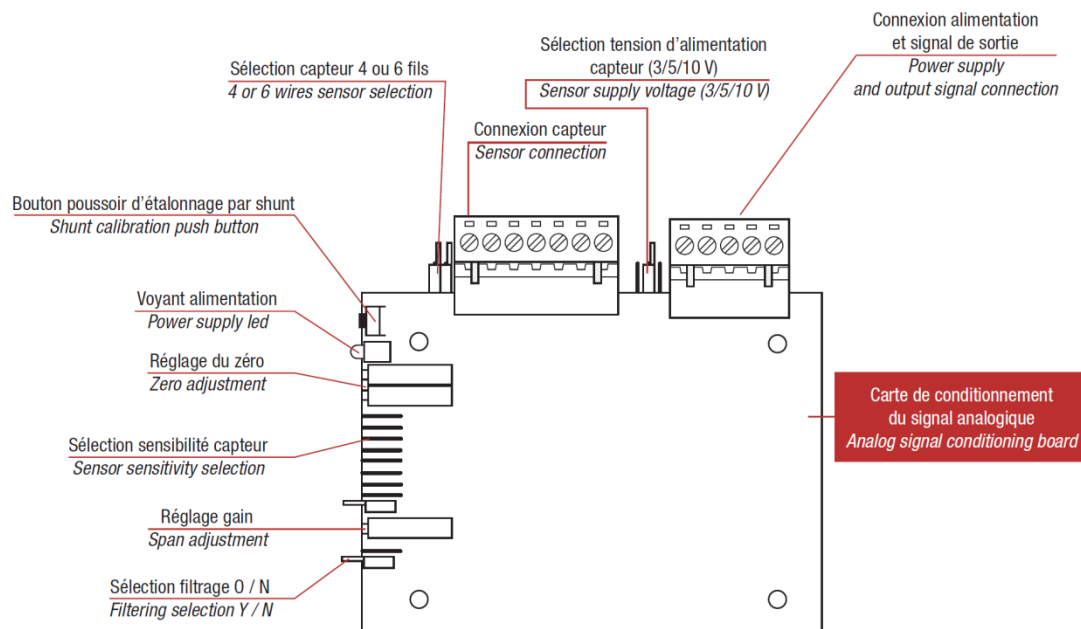 Connexion alimentation
et signal de sortie
Power supply
and output signal connection
Sélection tension d’alimentation
capteur (3/5/10 V)
Sensor supply voltage (3/5/10 V)
Sélection capteur 4 ou 6 fils
4 or 6 wires sensor selection
Connexion capteur
Sensor connection
Bouton poussoir d’étalonnage par shunt
Shunt calibration push button
Voyant alimentation
Power supply led
Réglage du zéro
Zero adjustment
Carte de conditionnement
du signal analogique
Analog signal conditioning board
Sélection sensibilité capteur
Sensor sensitivity selection
Réglage gain
Span adjustment
Sélection filtrage O / N
Filtering selection Y / N